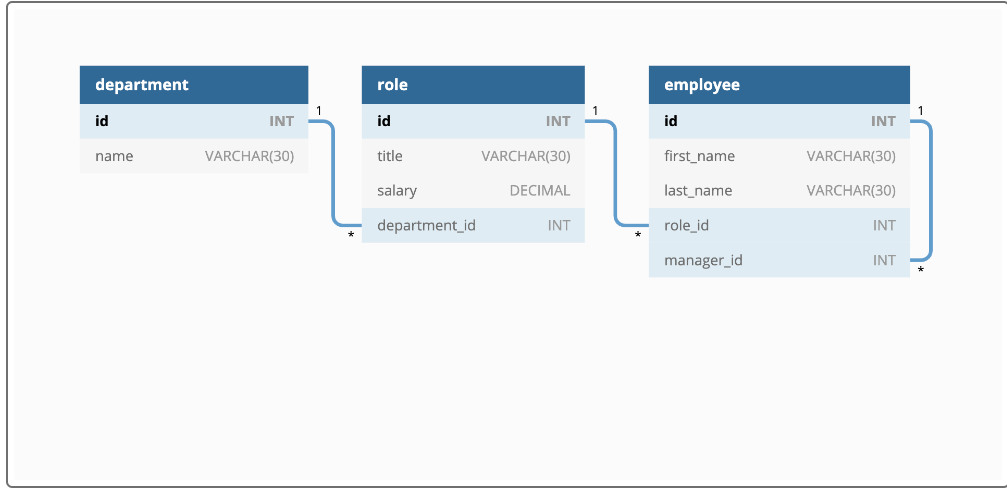 department
id INT
name VARCHAR(30)
1
*
role
id INT
title VARCHAR(30)
salary DECIMAL
department_id INT
1
*
employee
id INT
first_name VARCHAR(30)
last_name VARCHAR(30)
role_id INT
manager_id INT
1
*